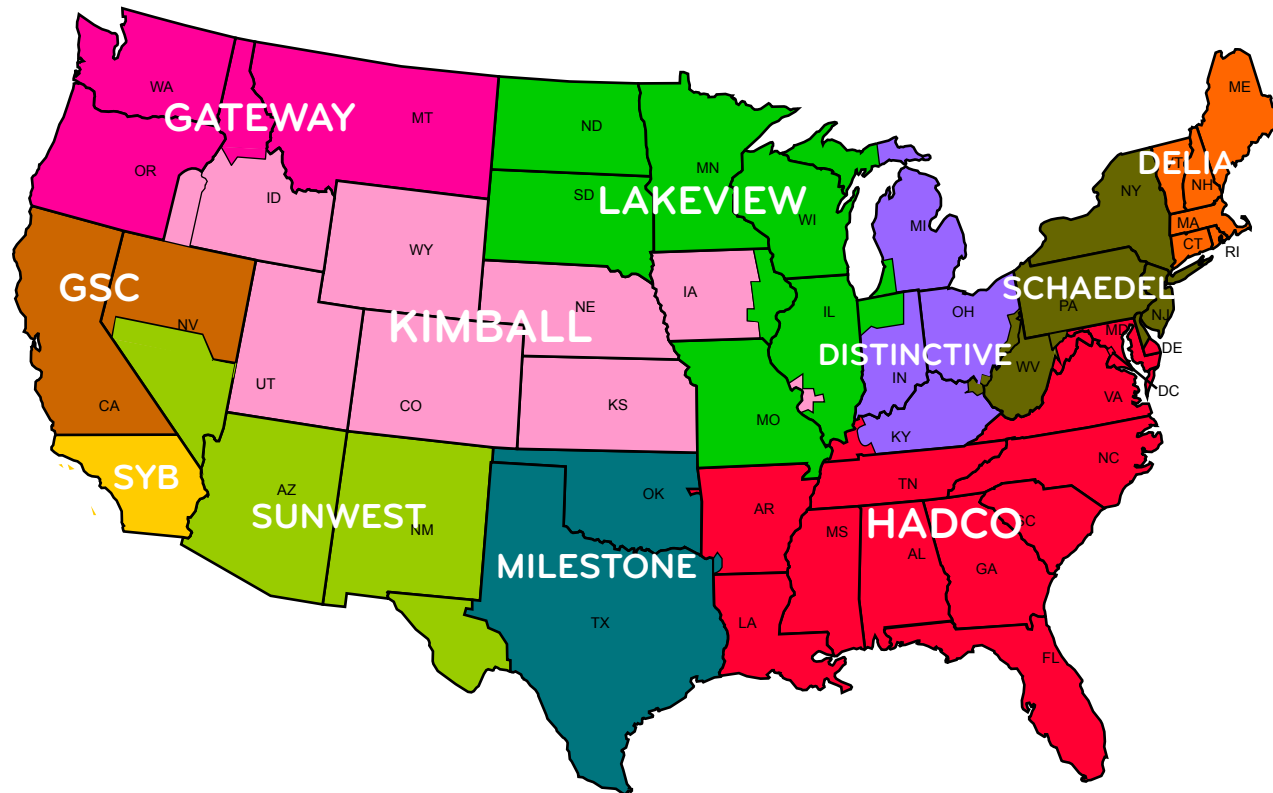 ME
WA
GATEWAY
MT
ND
MN
DELIA
VT
OR
ID
SD
LAKEVIEW
NY
NH
WI
MI
MA
WY
CT
RI
GSC
NV
KIMBALL
NE
IA
IL
OH
SCHAEDEL
PA
NJ
MD
DE
DISTINCTIVE
WV
IN
DC
UT
CO
KS
MO
KY
VA
CA
SYB
AZ
SUNWEST
NM
OK
AR
TN
NC
MILESTONE
MS
HADCO
SC
AL
GA
TX
LA
FL